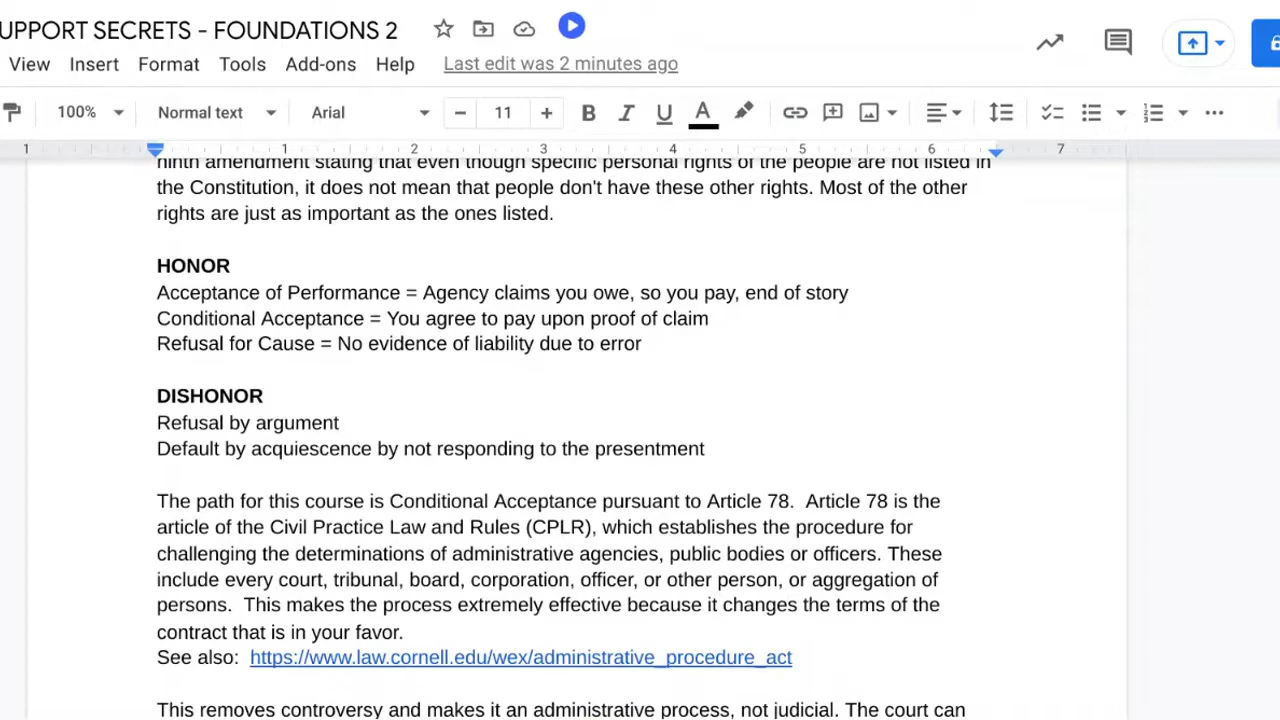 UPPORT SECRETS - FOUNDATIONS 2
View Insert Format Tools Add-ons Help Last edit was 2 minutes ago
100% Normal text Arial − 11 + B I U A
1 1 2 3 4 5 6 7
ninth amendment stating that even though specific personal rights of the people are not listed in
the Constitution, it does not mean that people don't have these other rights. Most of the other
rights are just as important as the ones listed.
HONOR
Acceptance of Performance = Agency claims you owe, so you pay, end of story
Conditional Acceptance = You agree to pay upon proof of claim
Refusal for Cause = No evidence of liability due to error
DISHONOR
Refusal by argument
Default by acquiescence by not responding to the presentment
The path for this course is Conditional Acceptance pursuant to Article 78.  Article 78 is the
article of the Civil Practice Law and Rules (CPLR), which establishes the procedure for
challenging the determinations of administrative agencies, public bodies or officers. These
include every court, tribunal, board, corporation, officer, or other person, or aggregation of
persons.  This makes the process extremely effective because it changes the terms of the
contract that is in your favor.
See also:  https://www.law.cornell.edu/wex/administrative_procedure_act
This removes controversy and makes it an administrative process, not judicial. The court can